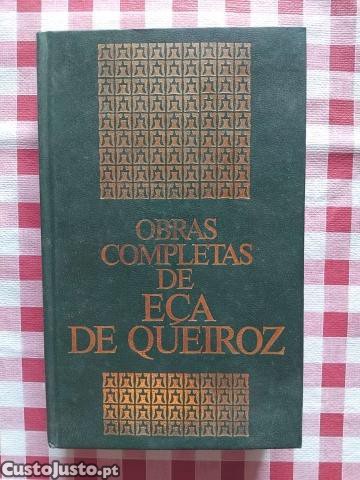 OBRAS
COMPLETAS
DE
EÇA
DE QUEIROZ
CustoJusto.pt